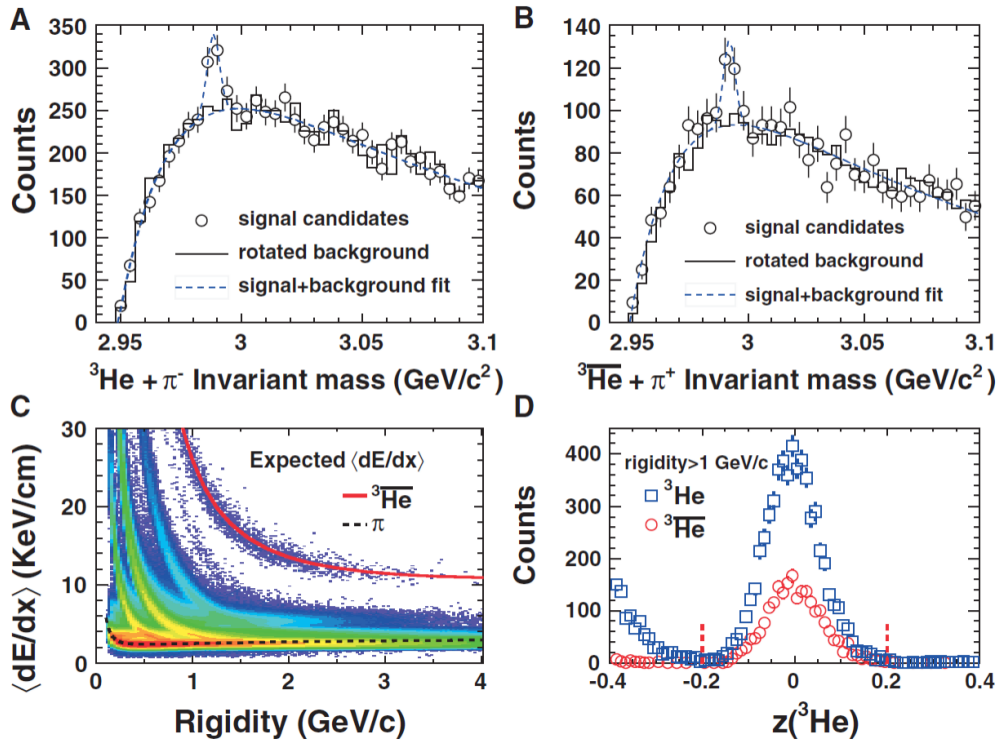 A
Counts
350
300
250
200
150
100
50
0
signal candidates
rotated background
signal+background fit
2.95 3 3.05 3.1
³He + π⁻ Invariant mass (GeV/c²)
B
Counts
140
120
100
80
60
40
20
0
signal candidates
rotated background
signal+background fit
2.95 3 3.05 3.1
³H̅e̅ + π⁺ Invariant mass (GeV/c²)
C
⟨dE/dx⟩ (KeV/cm)
30
20
10
0
Expected ⟨dE/dx⟩
³H̅e̅
π
0 1 2 3 4
Rigidity (GeV/c)
D
Counts
400
300
200
100
0
rigidity>1 GeV/c
³He
³H̅e̅
-0.4 -0.2 0 0.2 0.4
z(³He)